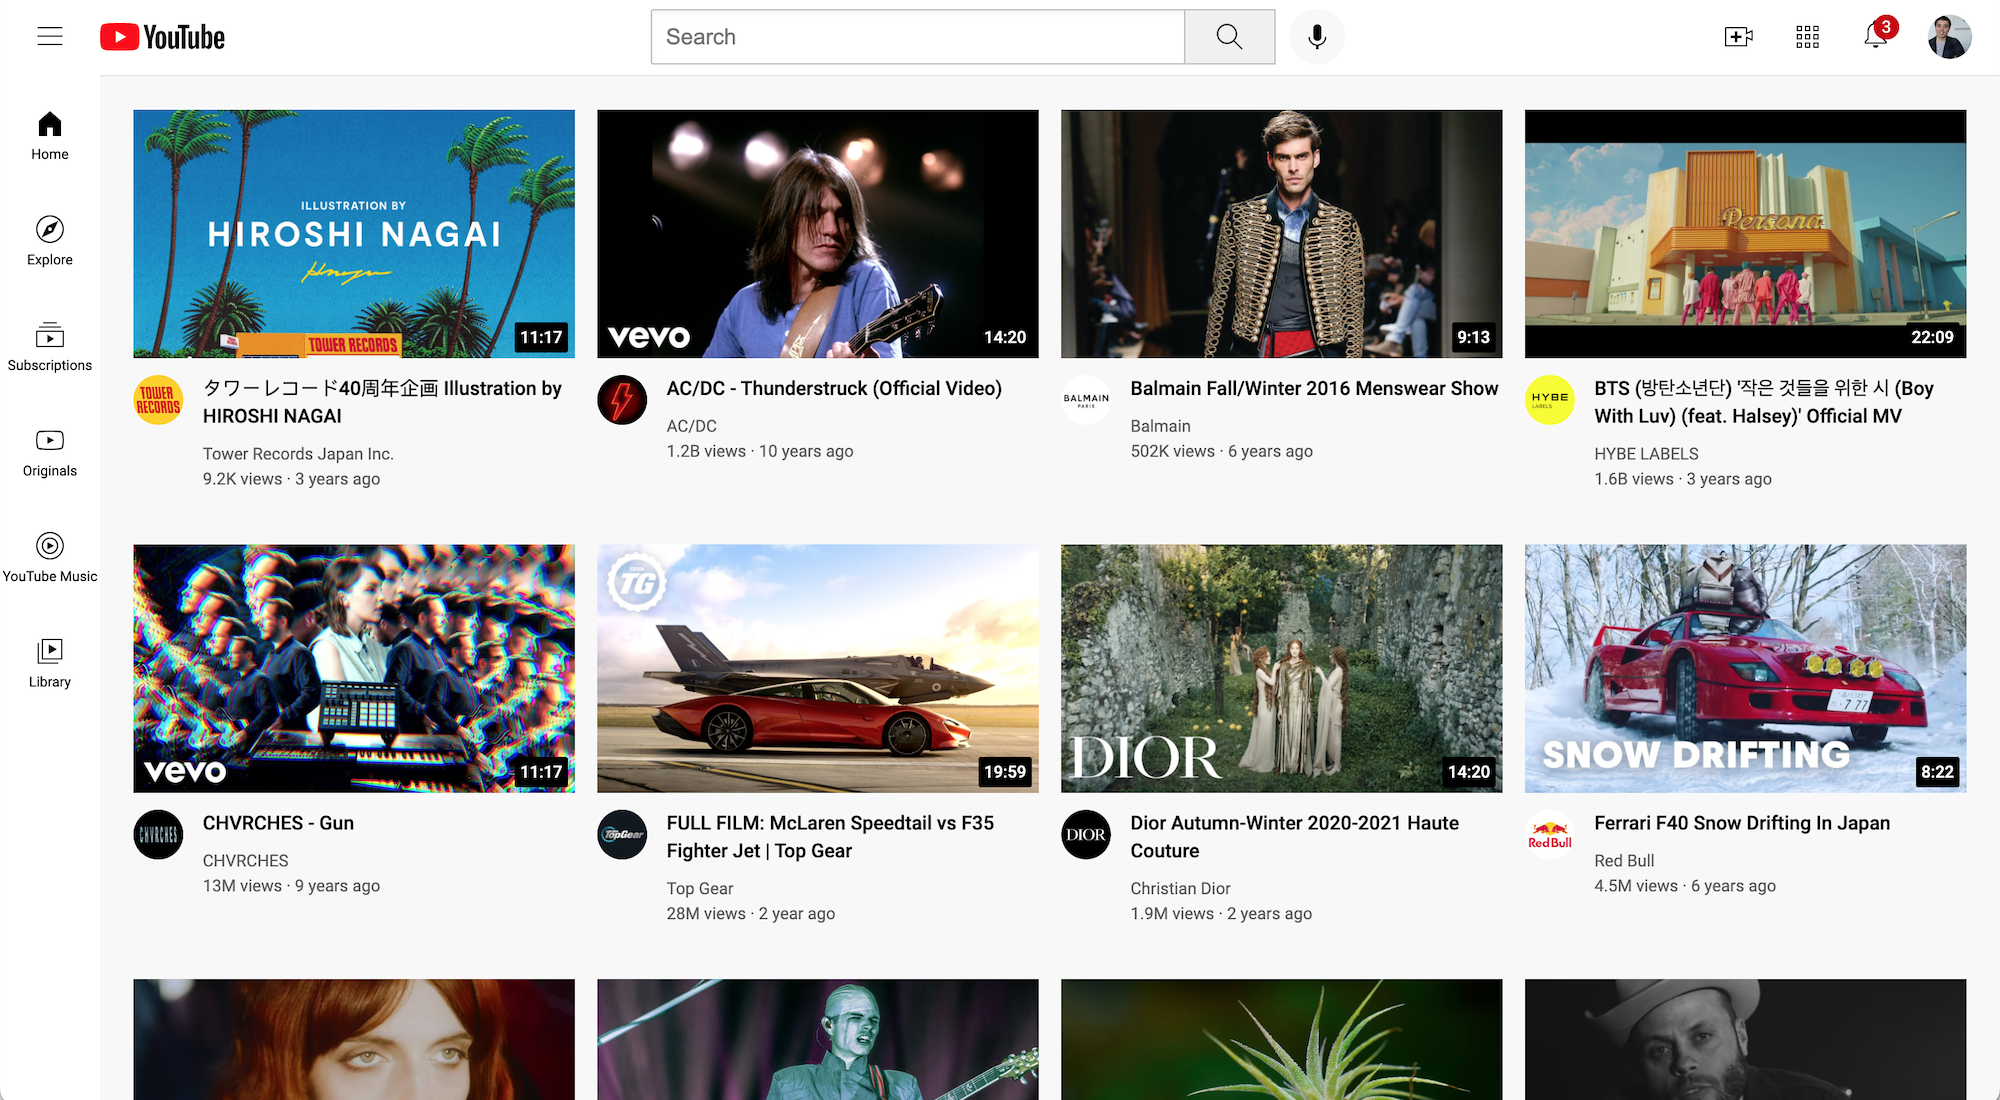 YouTube
Search
3
Home
Explore
Subscriptions
Originals
YouTube Music
Library
ILLUSTRATION BY
HIROSHI NAGAI
TOWER RECORDS
11:17
vevo
14:20
9:13
Persona
22:09
TOWER
RECORDS
タワーレコード40周年企画 Illustration by
HIROSHI NAGAI
Tower Records Japan Inc.
9.2K views · 3 years ago
AC/DC - Thunderstruck (Official Video)
AC/DC
1.2B views · 10 years ago
BALMAIN
PARIS
Balmain Fall/Winter 2016 Menswear Show
Balmain
502K views · 6 years ago
HYBE
LABELS
BTS (방탄소년단) '작은 것들을 위한 시 (Boy
With Luv) (feat. Halsey)' Official MV
HYBE LABELS
1.6B views · 3 years ago
vevo
11:17
TG
19:59
DIOR
14:20
7 77
SNOW DRIFTING
8:22
CHVRCHES
CHVRCHES - Gun
CHVRCHES
13M views · 9 years ago
TopGear
FULL FILM: McLaren Speedtail vs F35
Fighter Jet | Top Gear
Top Gear
28M views · 2 year ago
DIOR
Dior Autumn-Winter 2020-2021 Haute
Couture
Christian Dior
1.9M views · 2 years ago
Red Bull
Ferrari F40 Snow Drifting In Japan
Red Bull
4.5M views · 6 years ago